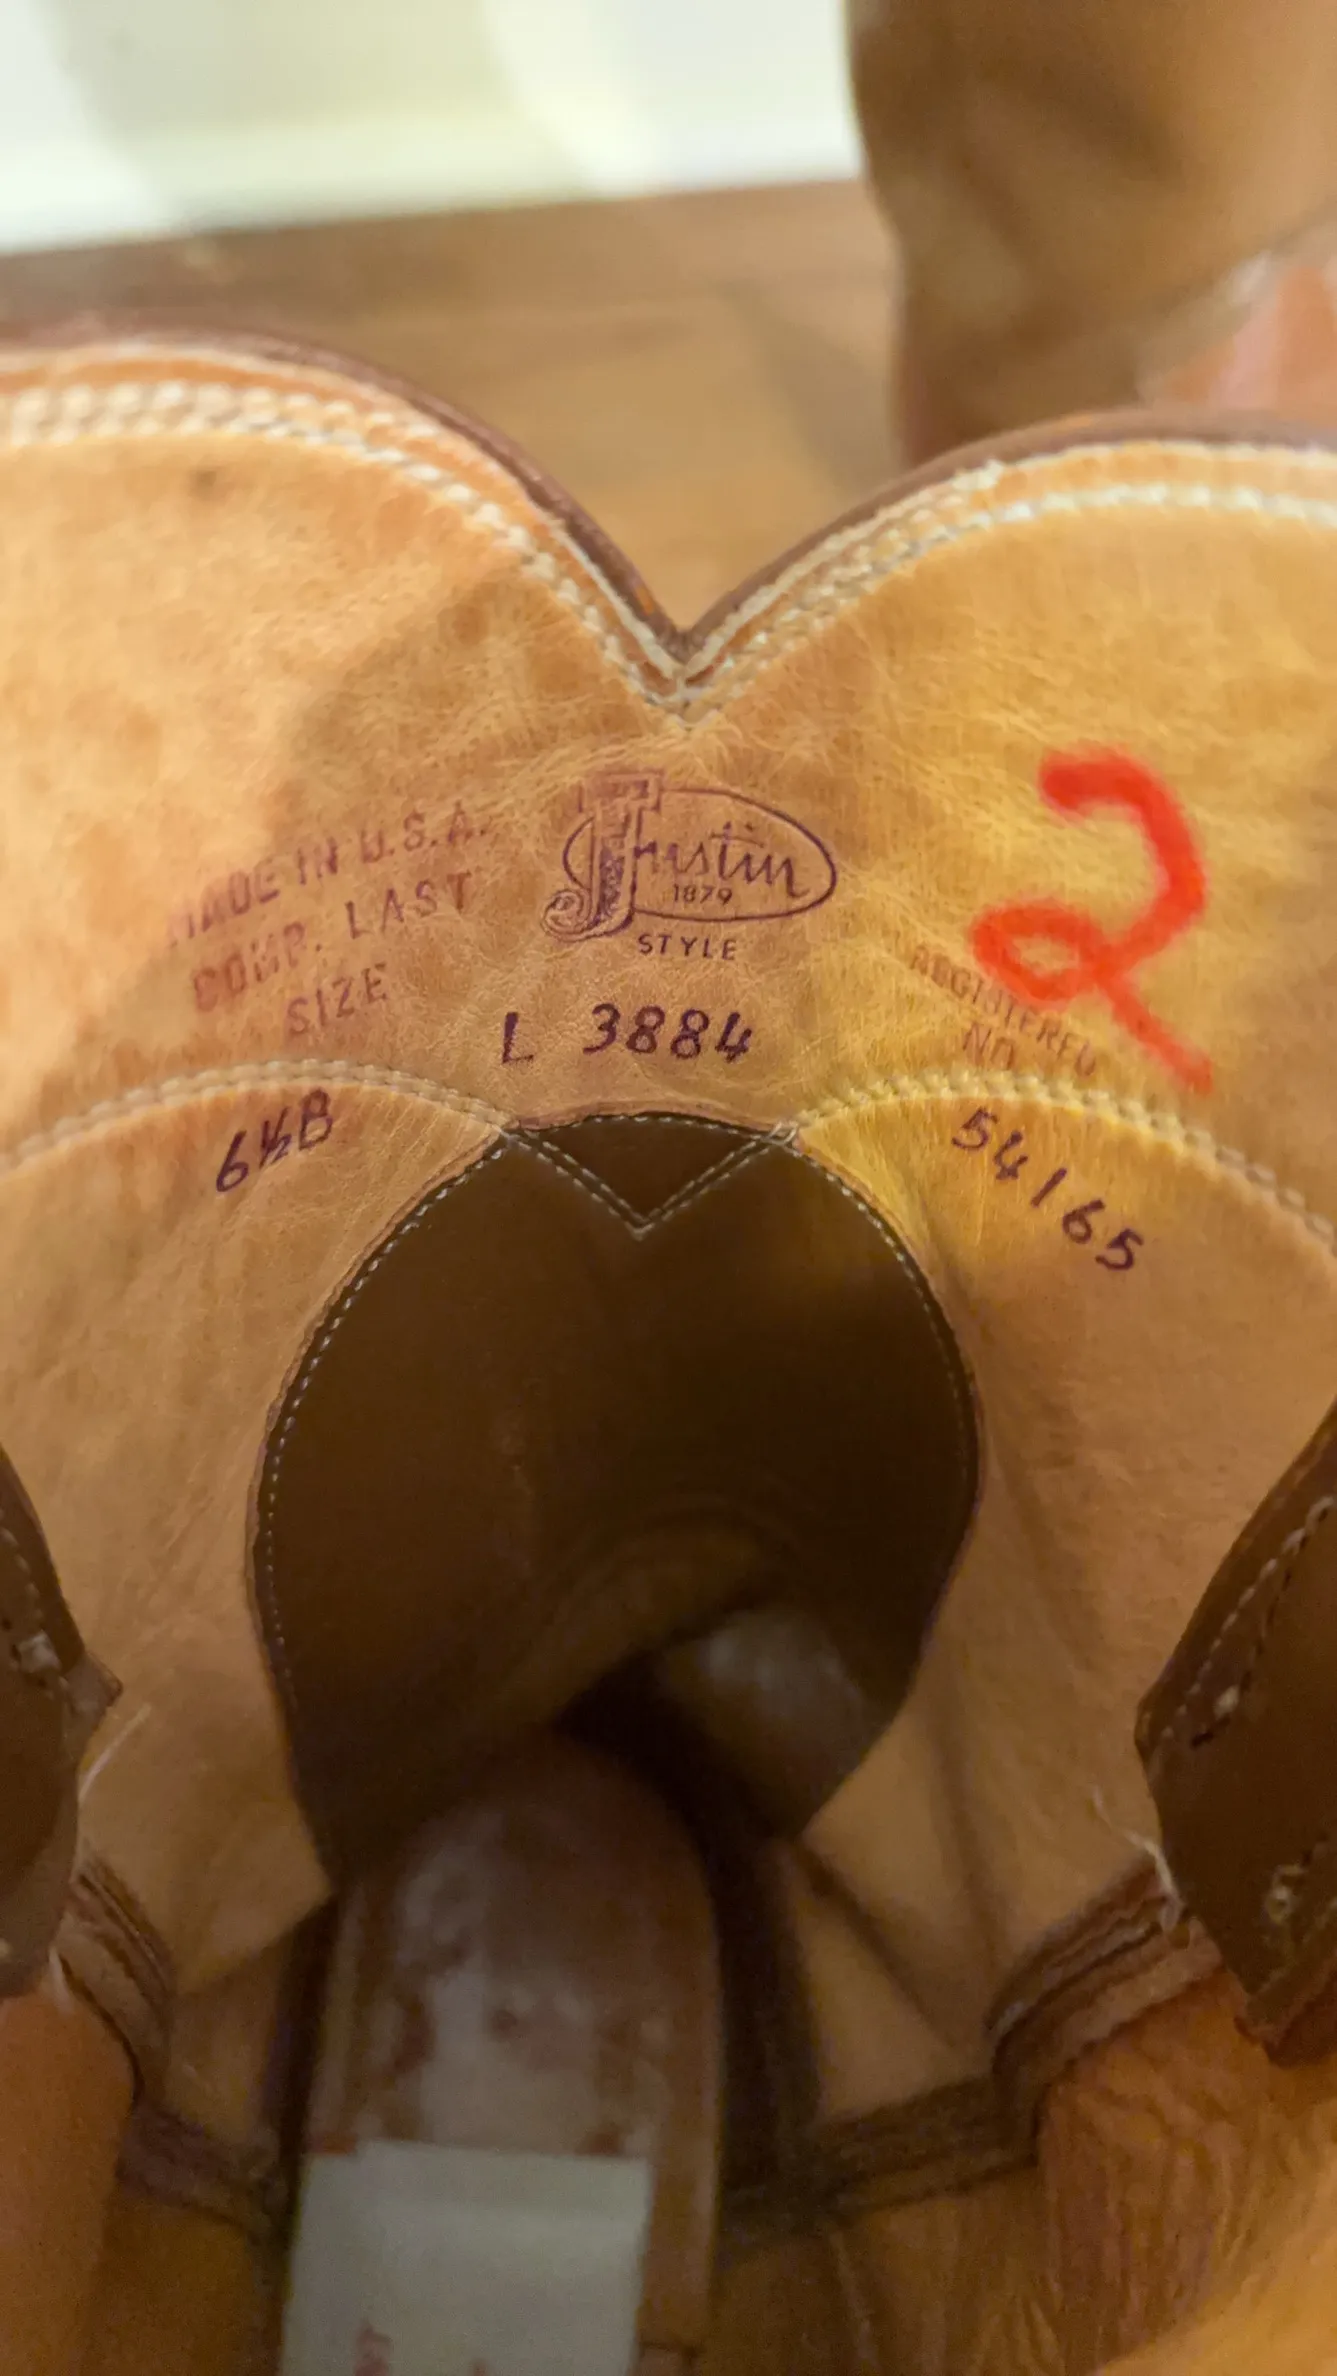 MADE IN U.S.A.
COMP. LAST
SIZE
6½B
Justin
1879
STYLE
L 3884
2
REGISTERED
NO.
54165